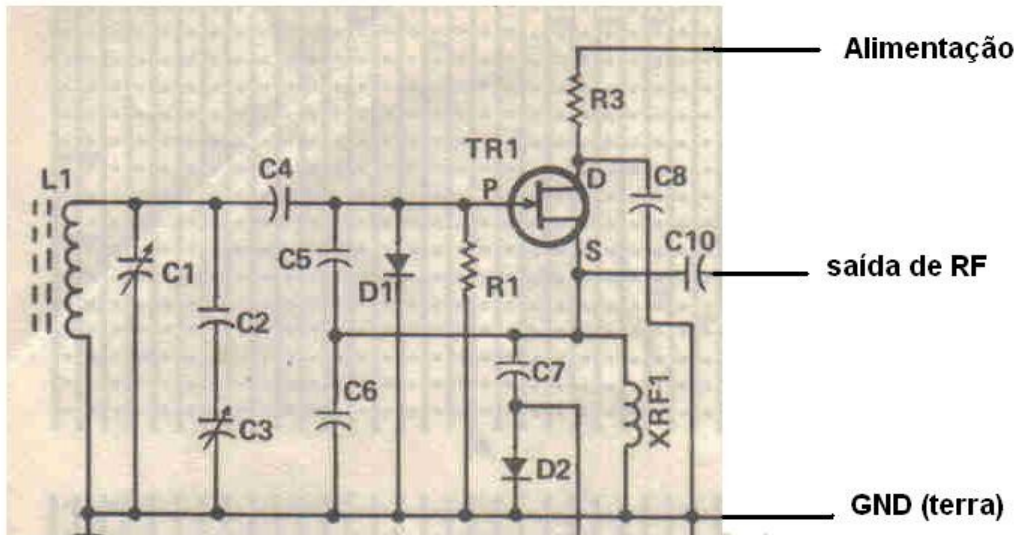 Alimentação
R3
TR1
C4
L1
P
D
C8
C10
S
C5
C1
D1
R1
saída de RF
C2
C7
C6
XRF1
C3
D2
GND (terra)